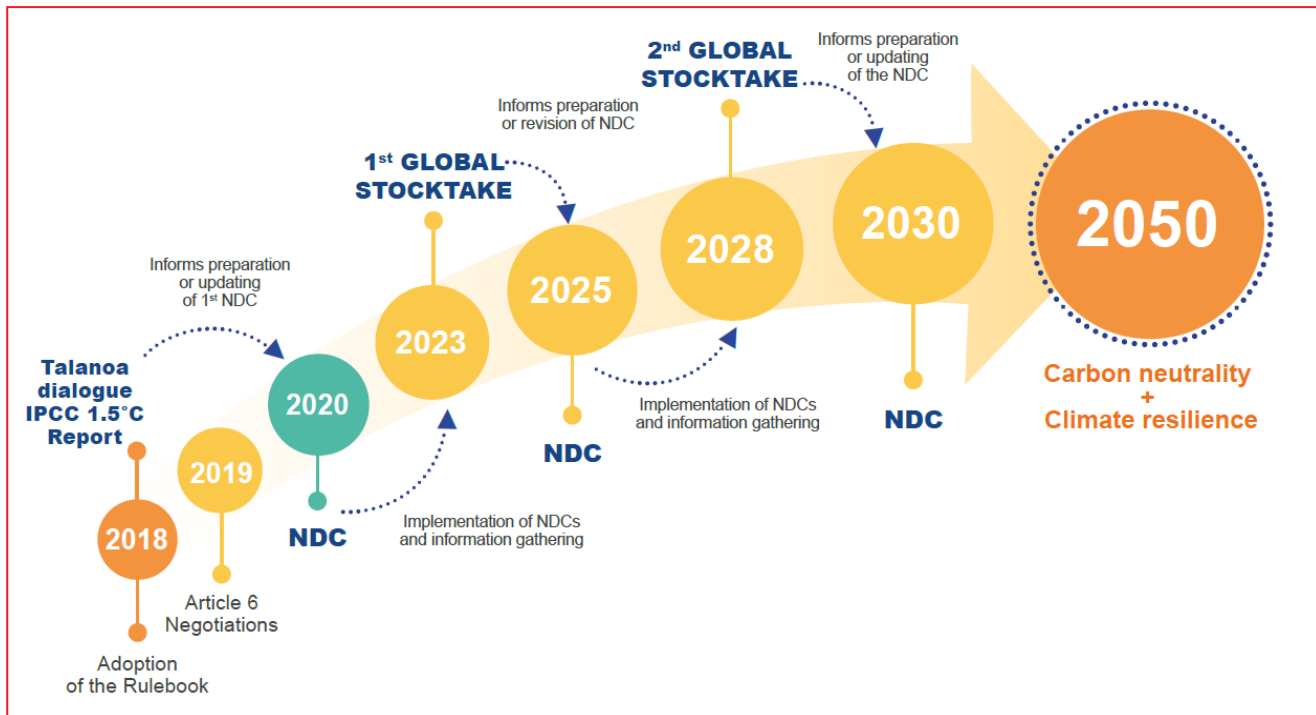 Talanoa
dialogue
IPCC 1.5°C
Report
2018
Adoption
of the Rulebook
2019
Article 6
Negotiations
Informs preparation
or updating
of 1st NDC
2020
NDC
Implementation of NDCs
and information gathering
1st GLOBAL
STOCKTAKE
2023
Informs preparation
or revision of NDC
2025
NDC
Implementation of NDCs
and information gathering
2nd GLOBAL
STOCKTAKE
2028
Informs preparation
or updating
of the NDC
2030
NDC
2050
Carbon neutrality
+
Climate resilience